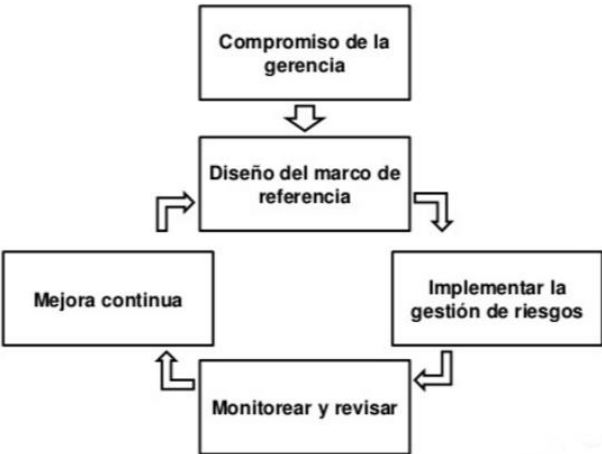 Compromiso de la
gerencia
Diseño del marco de
referencia
Mejora continua
Implementar la
gestión de riesgos
Monitorear y revisar